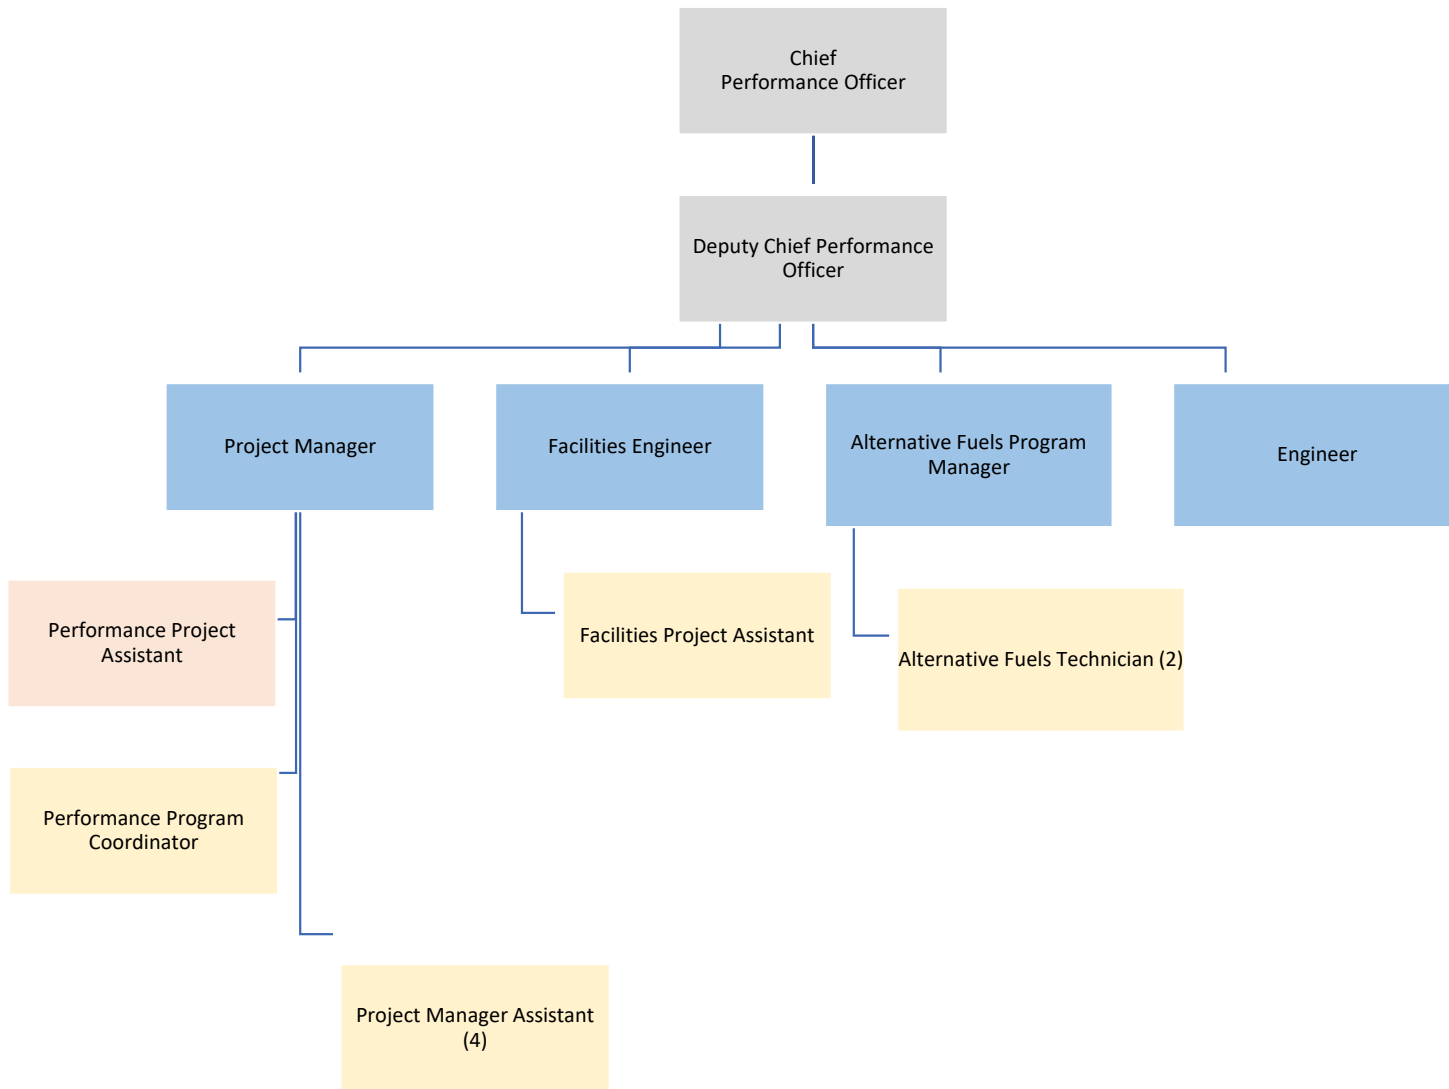 Chief
Performance Officer
Deputy Chief Performance
Officer
Project Manager
Facilities Engineer
Alternative Fuels Program
Manager
Engineer
Performance Project
Assistant
Facilities Project Assistant
Alternative Fuels Technician (2)
Performance Program
Coordinator
Project Manager Assistant
(4)